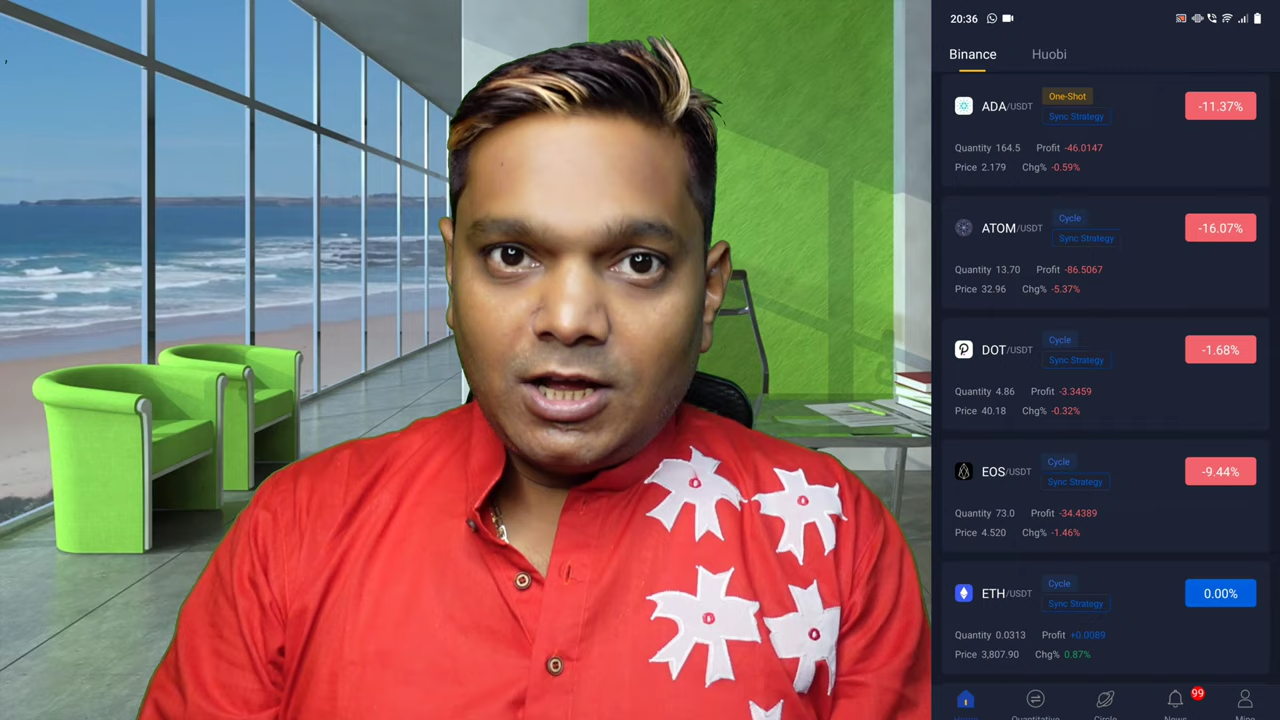 20:36
Binance Huobi
One-Shot
ADA/USDT -11.37%
Sync Strategy
Quantity 164.5 Profit -46.0147
Price 2.179 Chg% -0.59%
Cycle
ATOM/USDT -16.07%
Sync Strategy
Quantity 13.70 Profit -86.5067
Price 32.96 Chg% -5.37%
Cycle
DOT/USDT -1.68%
Sync Strategy
Quantity 4.86 Profit -3.3459
Price 40.18 Chg% -0.32%
Cycle
EOS/USDT -9.44%
Sync Strategy
Quantity 73.0 Profit -34.4389
Price 4.520 Chg% -1.46%
Cycle
ETH/USDT 0.00%
Sync Strategy
Quantity 0.0313 Profit +0.0089
Price 3,807.90 Chg% 0.87%
99
Quantitative Circle News Mine